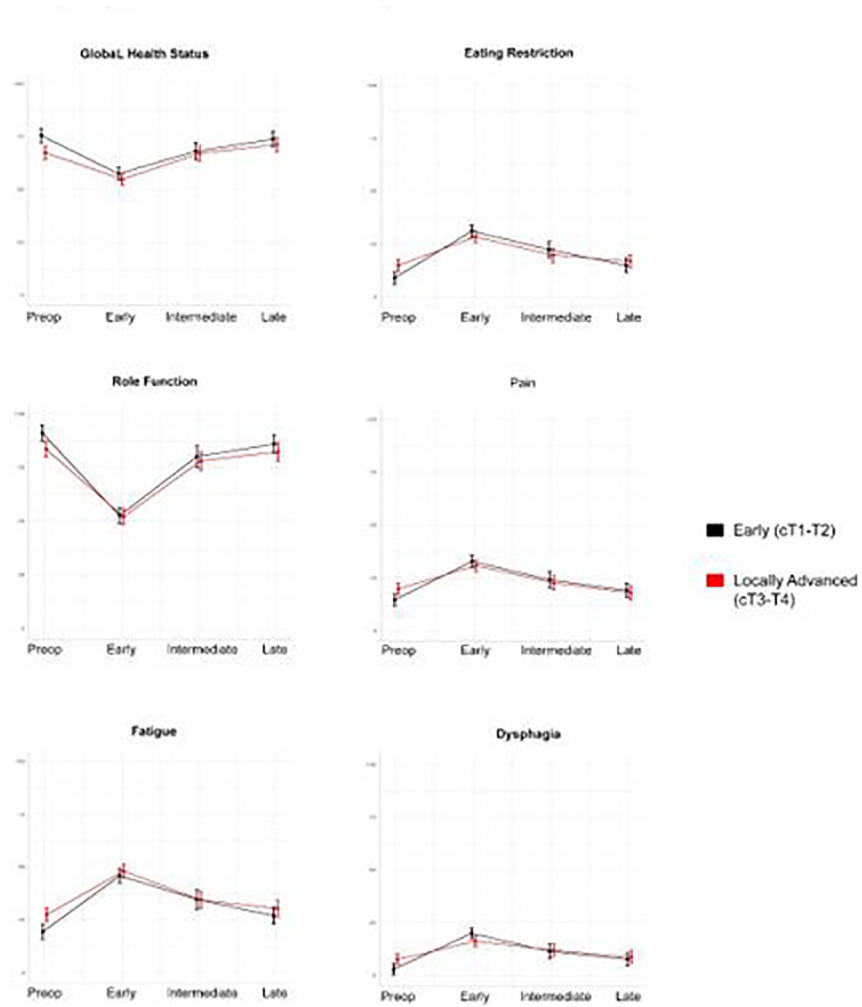 GlobaL Health Status
Eating Restriction
Preop Early Intermediate Late
Preop Early Intermediate Late
Role Function
Pain
Preop Early Intermediate Late
Preop Early Intermediate Late
Early (cT1-T2)
Locally Advanced
(cT3-T4)
Fatigue
Dysphagia
Preop Early Intermediate Late
Preop Early Intermediate Late